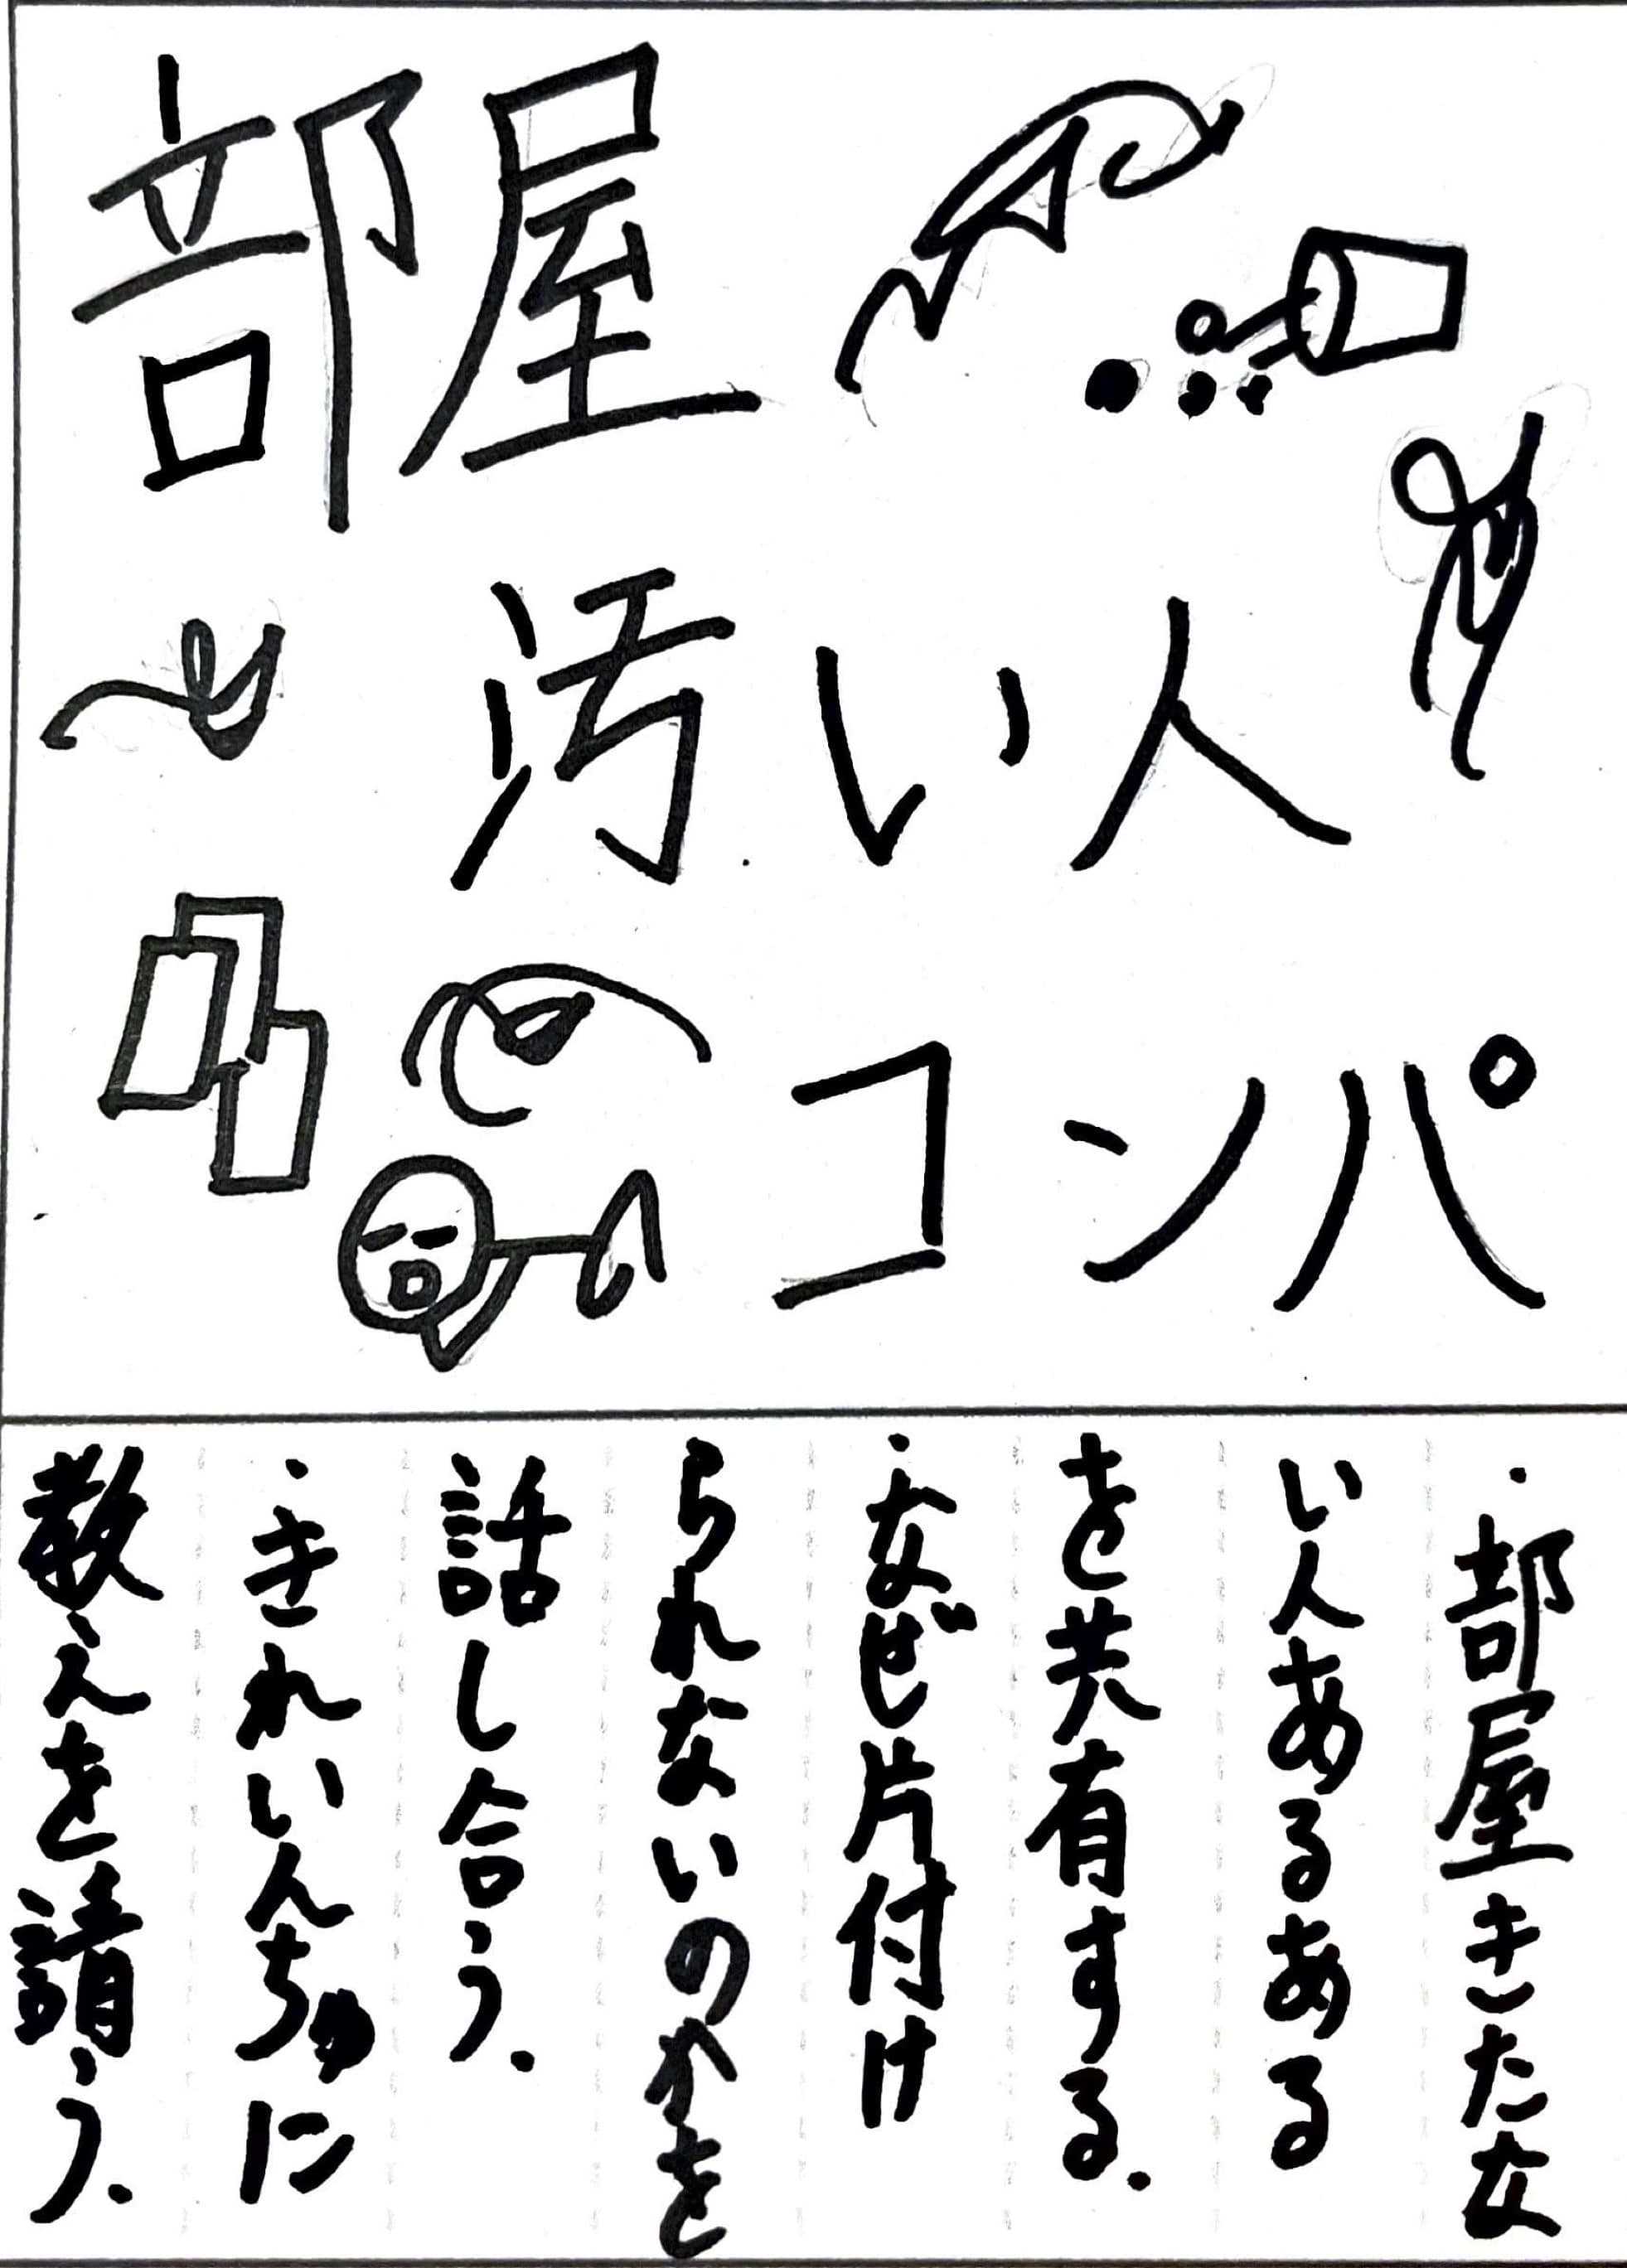 部屋
汚い人
コンパ
・部屋きたな
い人あるある
を共有する.
・なぜ片付け
られないのかを
話し合う.
・きれいんちゅに
教えを請う.